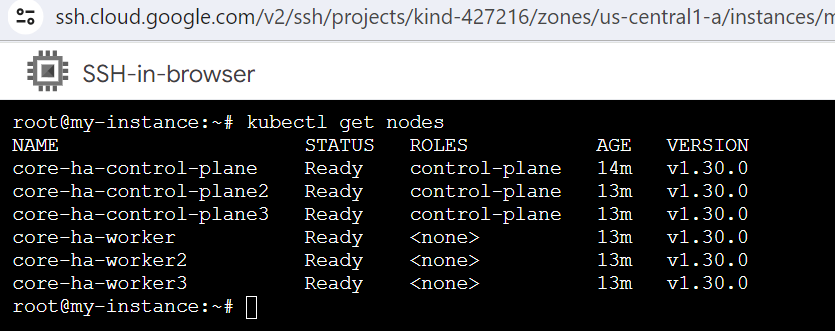 ssh.cloud.google.com/v2/ssh/projects/kind-427216/zones/us-central1-a/instances/
SSH-in-browser
root@my-instance:~# kubectl get nodes
NAME STATUS ROLES AGE VERSION
core-ha-control-plane Ready control-plane 14m v1.30.0
core-ha-control-plane2 Ready control-plane 13m v1.30.0
core-ha-control-plane3 Ready control-plane 13m v1.30.0
core-ha-worker Ready <none> 13m v1.30.0
core-ha-worker2 Ready <none> 13m v1.30.0
core-ha-worker3 Ready <none> 13m v1.30.0
root@my-instance:~#